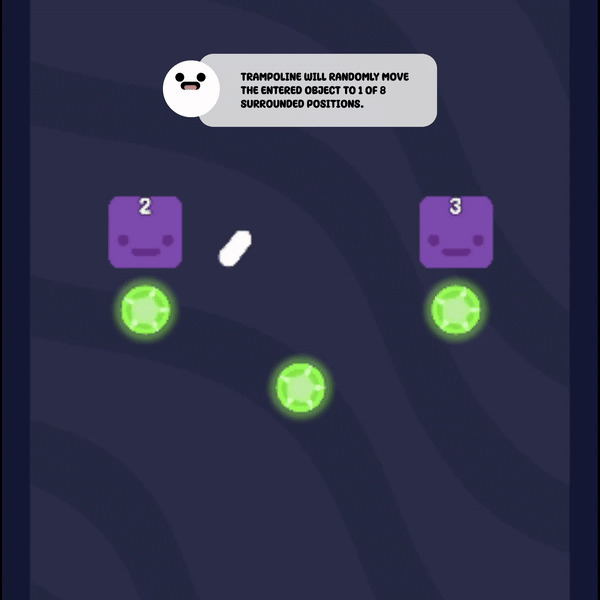 TRAMPOLINE WILL RANDOMLY MOVE
THE ENTERED OBJECT TO 1 OF 8
SURROUNDED POSITIONS.
2
3